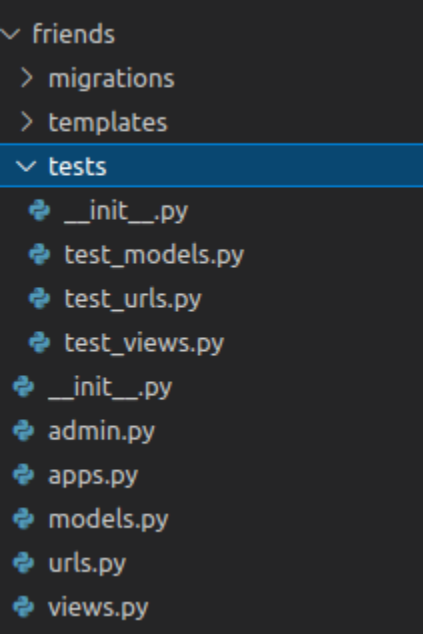 friends
migrations
templates
tests
__init__.py
test_models.py
test_urls.py
test_views.py
__init__.py
admin.py
apps.py
models.py
urls.py
views.py